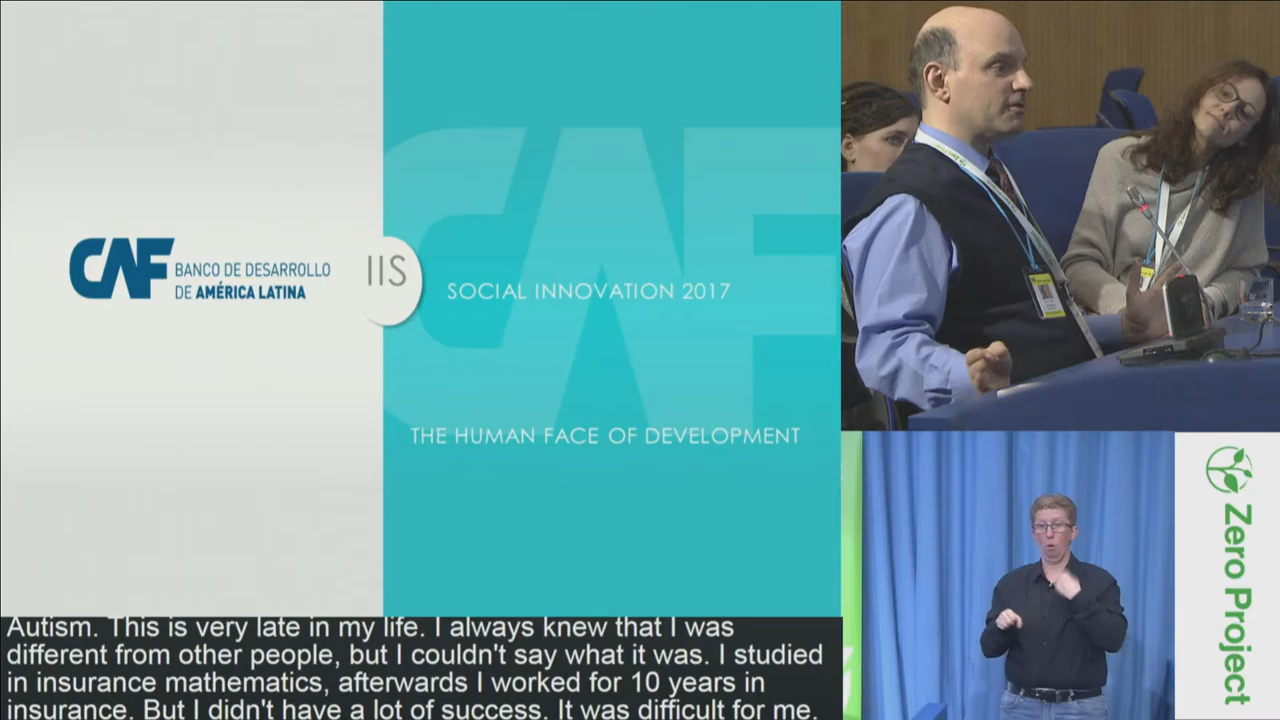 CAF
BANCO DE DESARROLLO
DE AMÉRICA LATINA
IIS
SOCIAL INNOVATION 2017
CAF
THE HUMAN FACE OF DEVELOPMENT
Zero Project
Autism. This is very late in my life. I always knew that I was
different from other people, but I couldn't say what it was. I studied
in insurance mathematics, afterwards I worked for 10 years in
insurance. But I didn't have a lot of success. It was difficult for me.